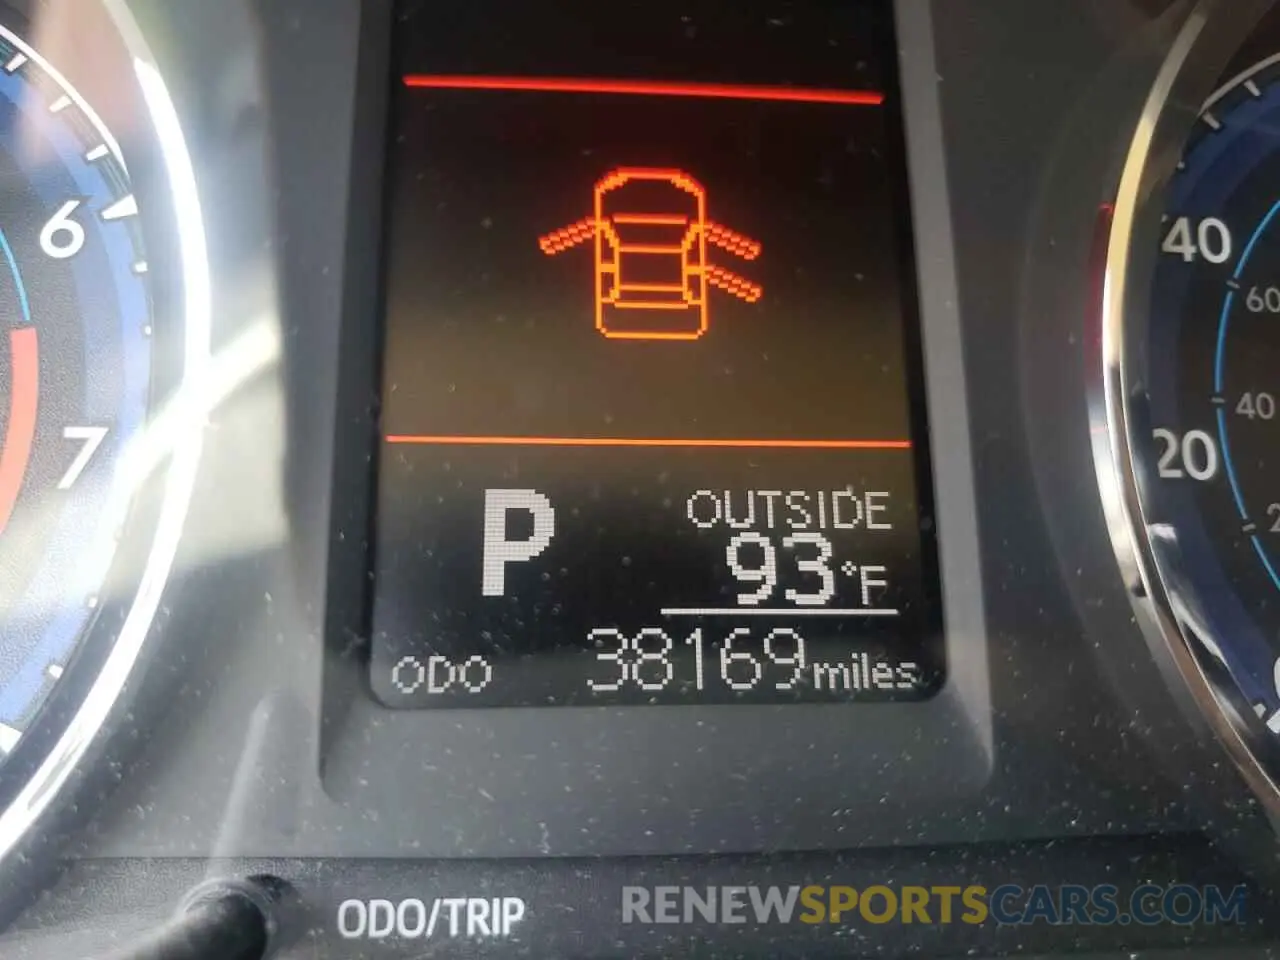 6
7
40
60
40
20
P
OUTSIDE
93°F
ODO 38169 miles
ODO/TRIP
RENEWSPORTSCARS.COM